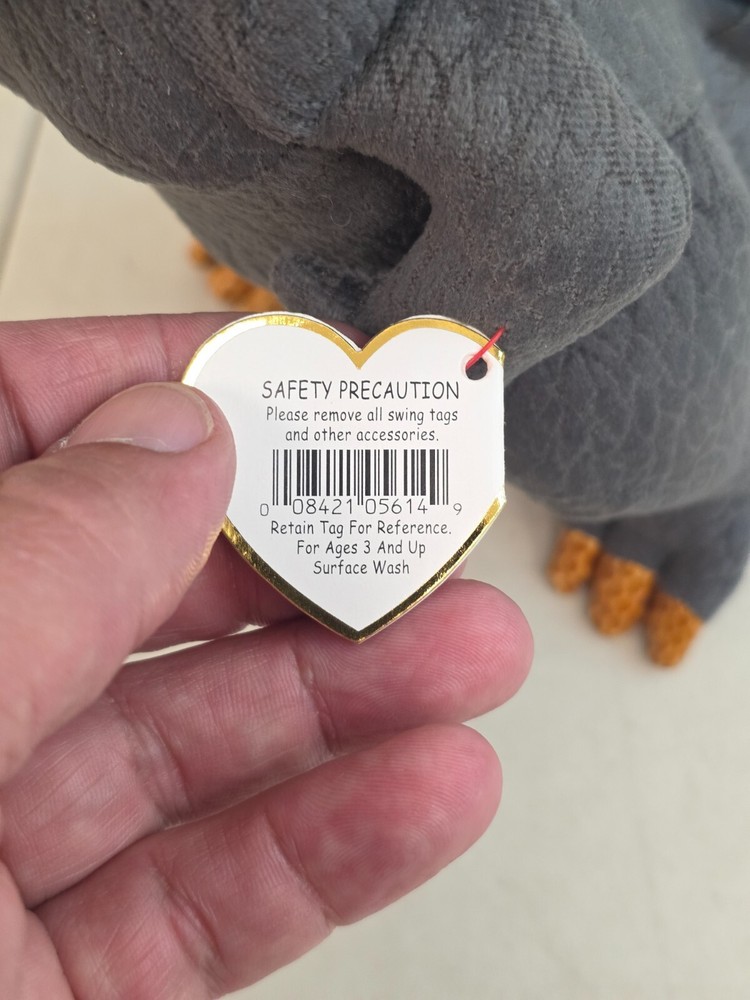 SAFETY PRECAUTION
Please remove all swing tags
and other accessories.
0 08421 05614 9
Retain Tag For Reference.
For Ages 3 And Up
Surface Wash